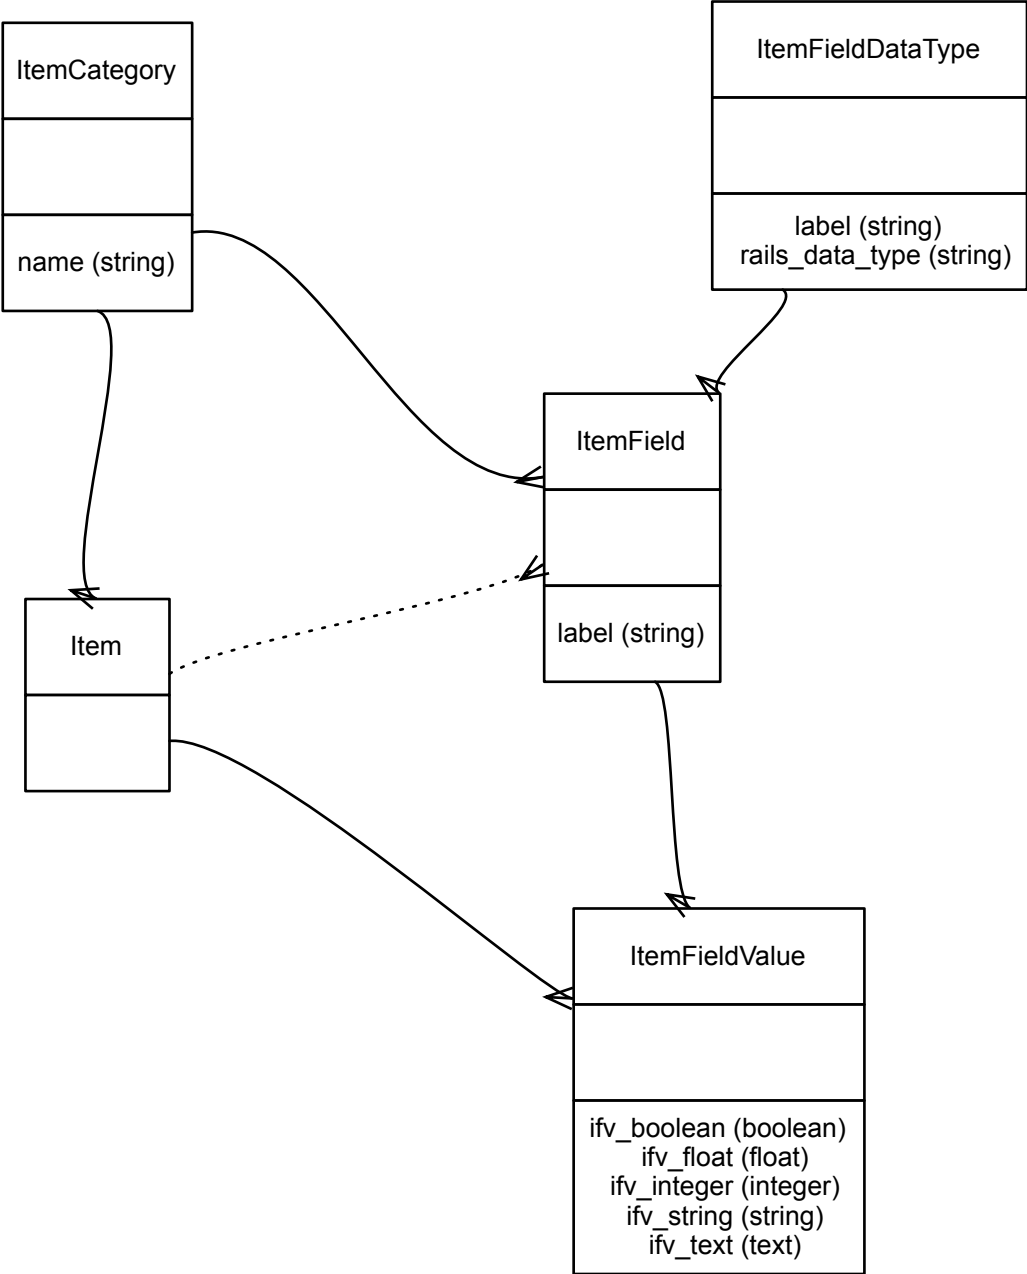 ItemCategory
name (string)
ItemFieldDataType
label (string)
rails_data_type (string)
ItemField
label (string)
Item
ItemFieldValue
ifv_boolean (boolean)
ifv_float (float)
ifv_integer (integer)
ifv_string (string)
ifv_text (text)